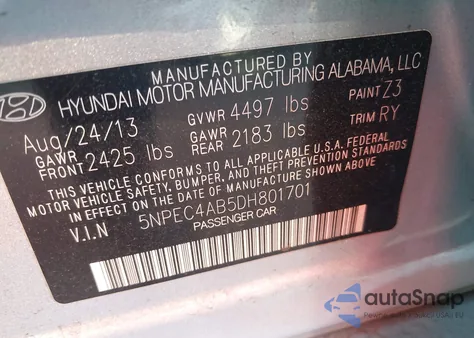 MANUFACTURED BY
HYUNDAI MOTOR MANUFACTURING ALABAMA, LLC
Aug/24/13 GVWR 4497 lbs PAINT Z3
GAWR FRONT 2425 lbs GAWR REAR 2183 lbs TRIM RY
THIS VEHICLE CONFORMS TO ALL APPLICABLE U.S.A. FEDERAL
MOTOR VEHICLE SAFETY, BUMPER, AND THEFT PREVENTION
STANDARDS IN EFFECT ON THE DATE OF MANUFACTURE SHOWN ABOVE.
V.I.N 5NPEC4AB5DH801701
PASSENGER CAR
autoSnap